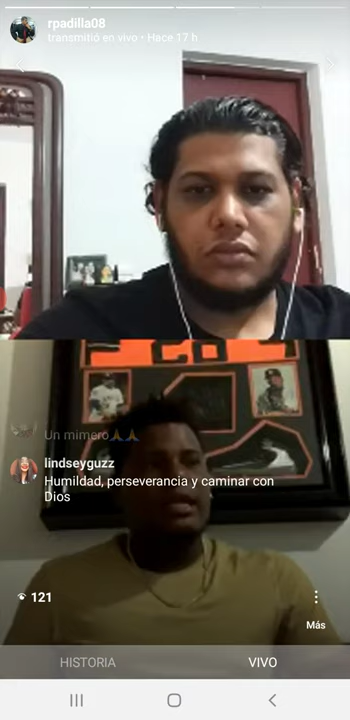 rpadilla08
transmitió en vivo • Hace 17 h
Un mimero🙏🙏
lindseyguzz
Humildad, perseverancia y caminar con
Dios
121
Más
HISTORIA
VIVO